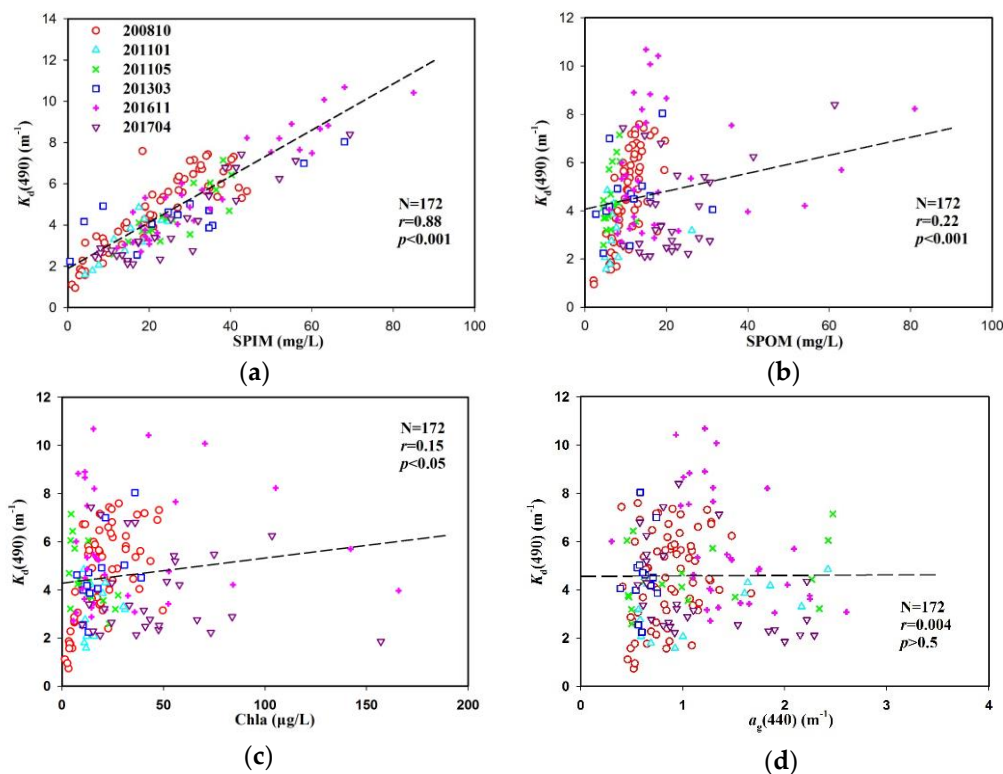 14
12
10
8
6
4
2
0
Kd(490) (m-1)
200810
201101
201105
201303
201611
201704
N=172
r=0.88
p<0.001
0 20 40 60 80 100
SPIM (mg/L)
(a)
12
10
8
6
4
2
0
Kd(490) (m-1)
N=172
r=0.22
p<0.001
0 20 40 60 80 100
SPOM (mg/L)
(b)
12
10
8
6
4
2
0
Kd(490) (m-1)
N=172
r=0.15
p<0.05
0 50 100 150 200
Chla (µg/L)
(c)
12
10
8
6
4
2
0
Kd(490) (m-1)
N=172
r=0.004
p>0.5
0 1 2 3 4
ag(440) (m-1)
(d)